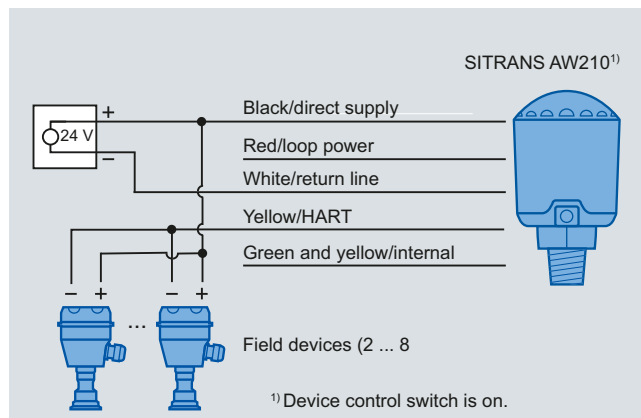 SITRANS AW210¹⁾
+
Black/direct supply
24 V
Red/loop power
–
White/return line
Yellow/HART
Green and yellow/internal
– + – +
...
Field devices (2 ... 8
¹⁾ Device control switch is on.